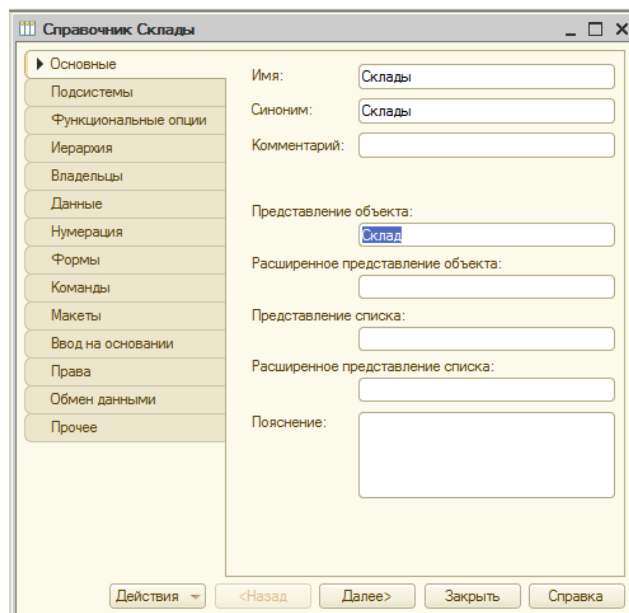 Справочник Склады
Основные
Подсистемы
Функциональные опции
Иерархия
Владельцы
Данные
Нумерация
Формы
Команды
Макеты
Ввод на основании
Права
Обмен данными
Прочее
Имя: Склады
Синоним: Склады
Комментарий:
Представление объекта:
Склад
Расширенное представление объекта:
Представление списка:
Расширенное представление списка:
Пояснение:
Действия <Назад Далее> Закрыть Справка